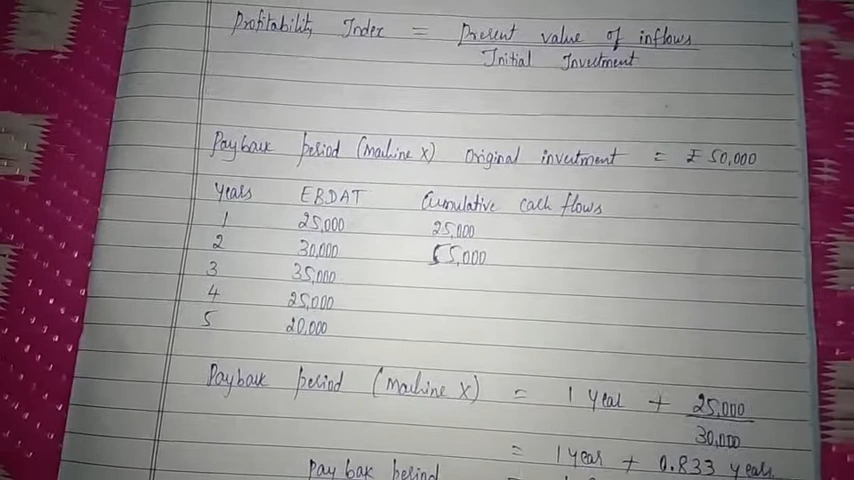 Profitability Index = Present value of inflows
Initial Investment
Payback period (machine X) Original investment = ₹ 50,000
Years EBDAT Cumulative cash flows
1 25,000 25,000
2 30,000 55,000
3 35,000
4 25,000
5 20,000
Payback period (machine X) = 1 year + 25,000
30,000
= 1 year + 0.833 years
payback period